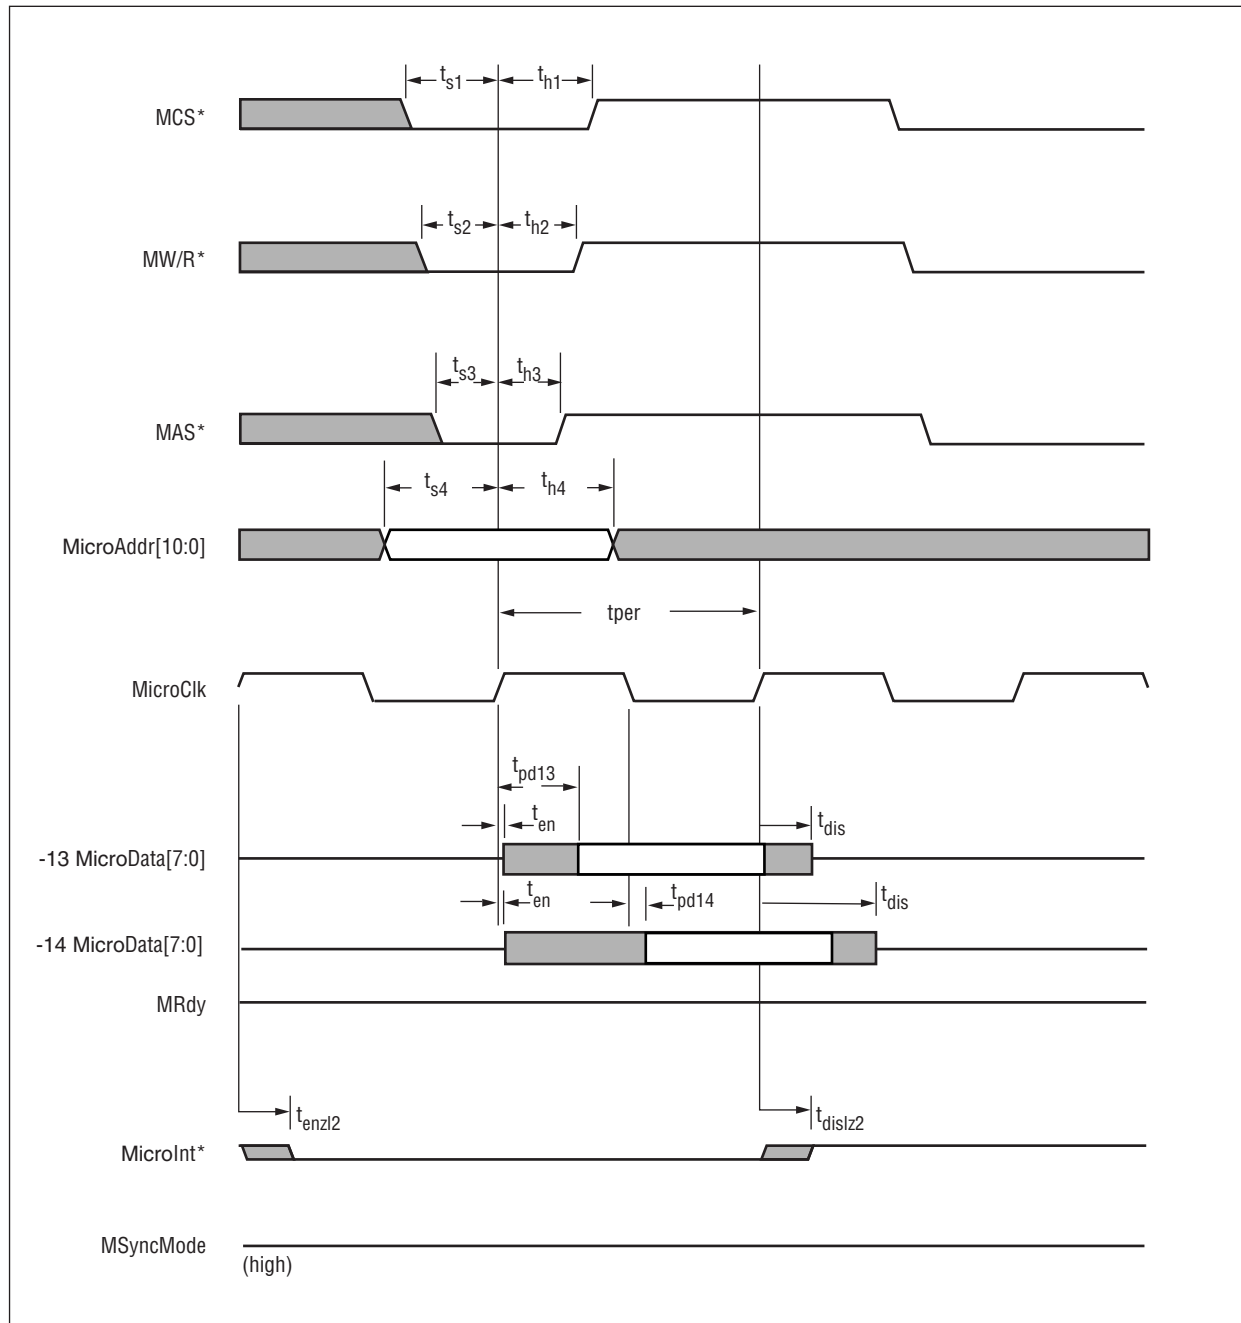 ts1 th1
MCS*
ts2 th2
MW/R*
ts3 th3
MAS*
ts4 th4
MicroAddr[10:0]
tper
MicroClk
tpd13
ten tdis
-13 MicroData[7:0]
ten tpd14 tdis
-14 MicroData[7:0]
MRdy
tenzl2 tdislz2
MicroInt*
MSyncMode
(high)